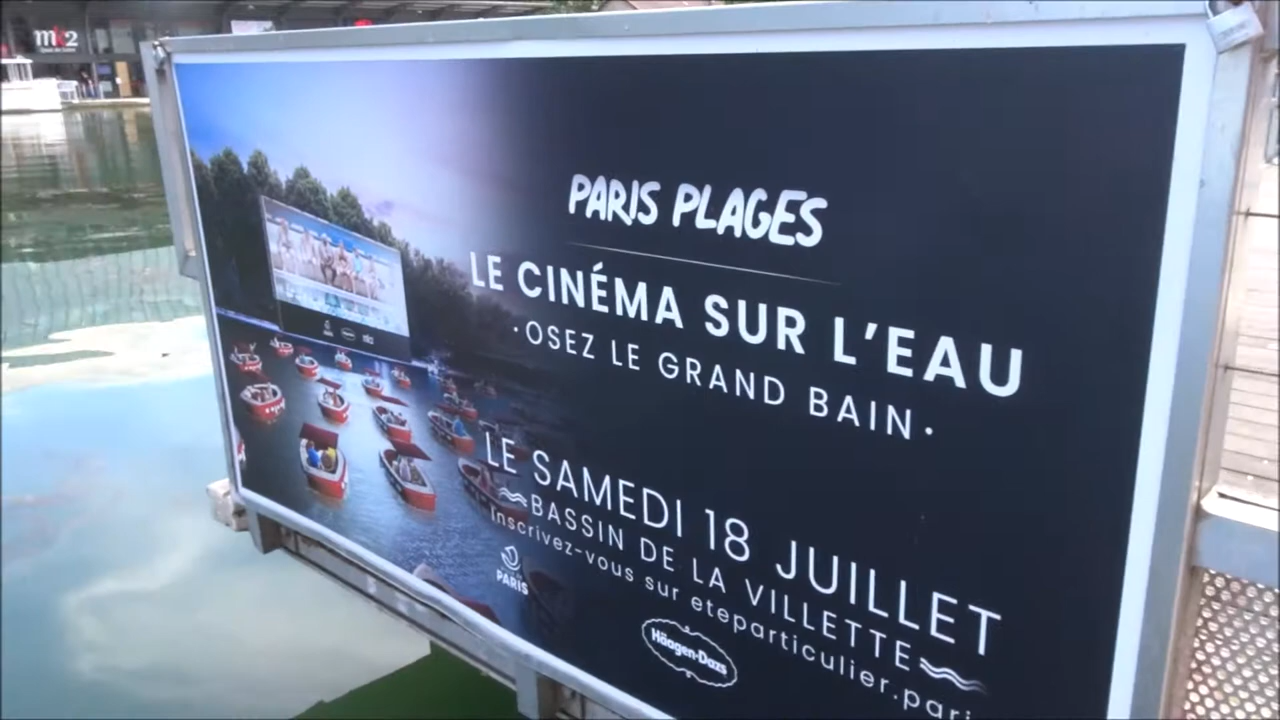 mk2
PARIS PLAGES
LE CINÉMA SUR L'EAU
·OSEZ LE GRAND BAIN·
LE SAMEDI 18 JUILLET
BASSIN DE LA VILLETTE
Inscrivez-vous sur eteparticulier.pari
PARIS
Häagen-Dazs